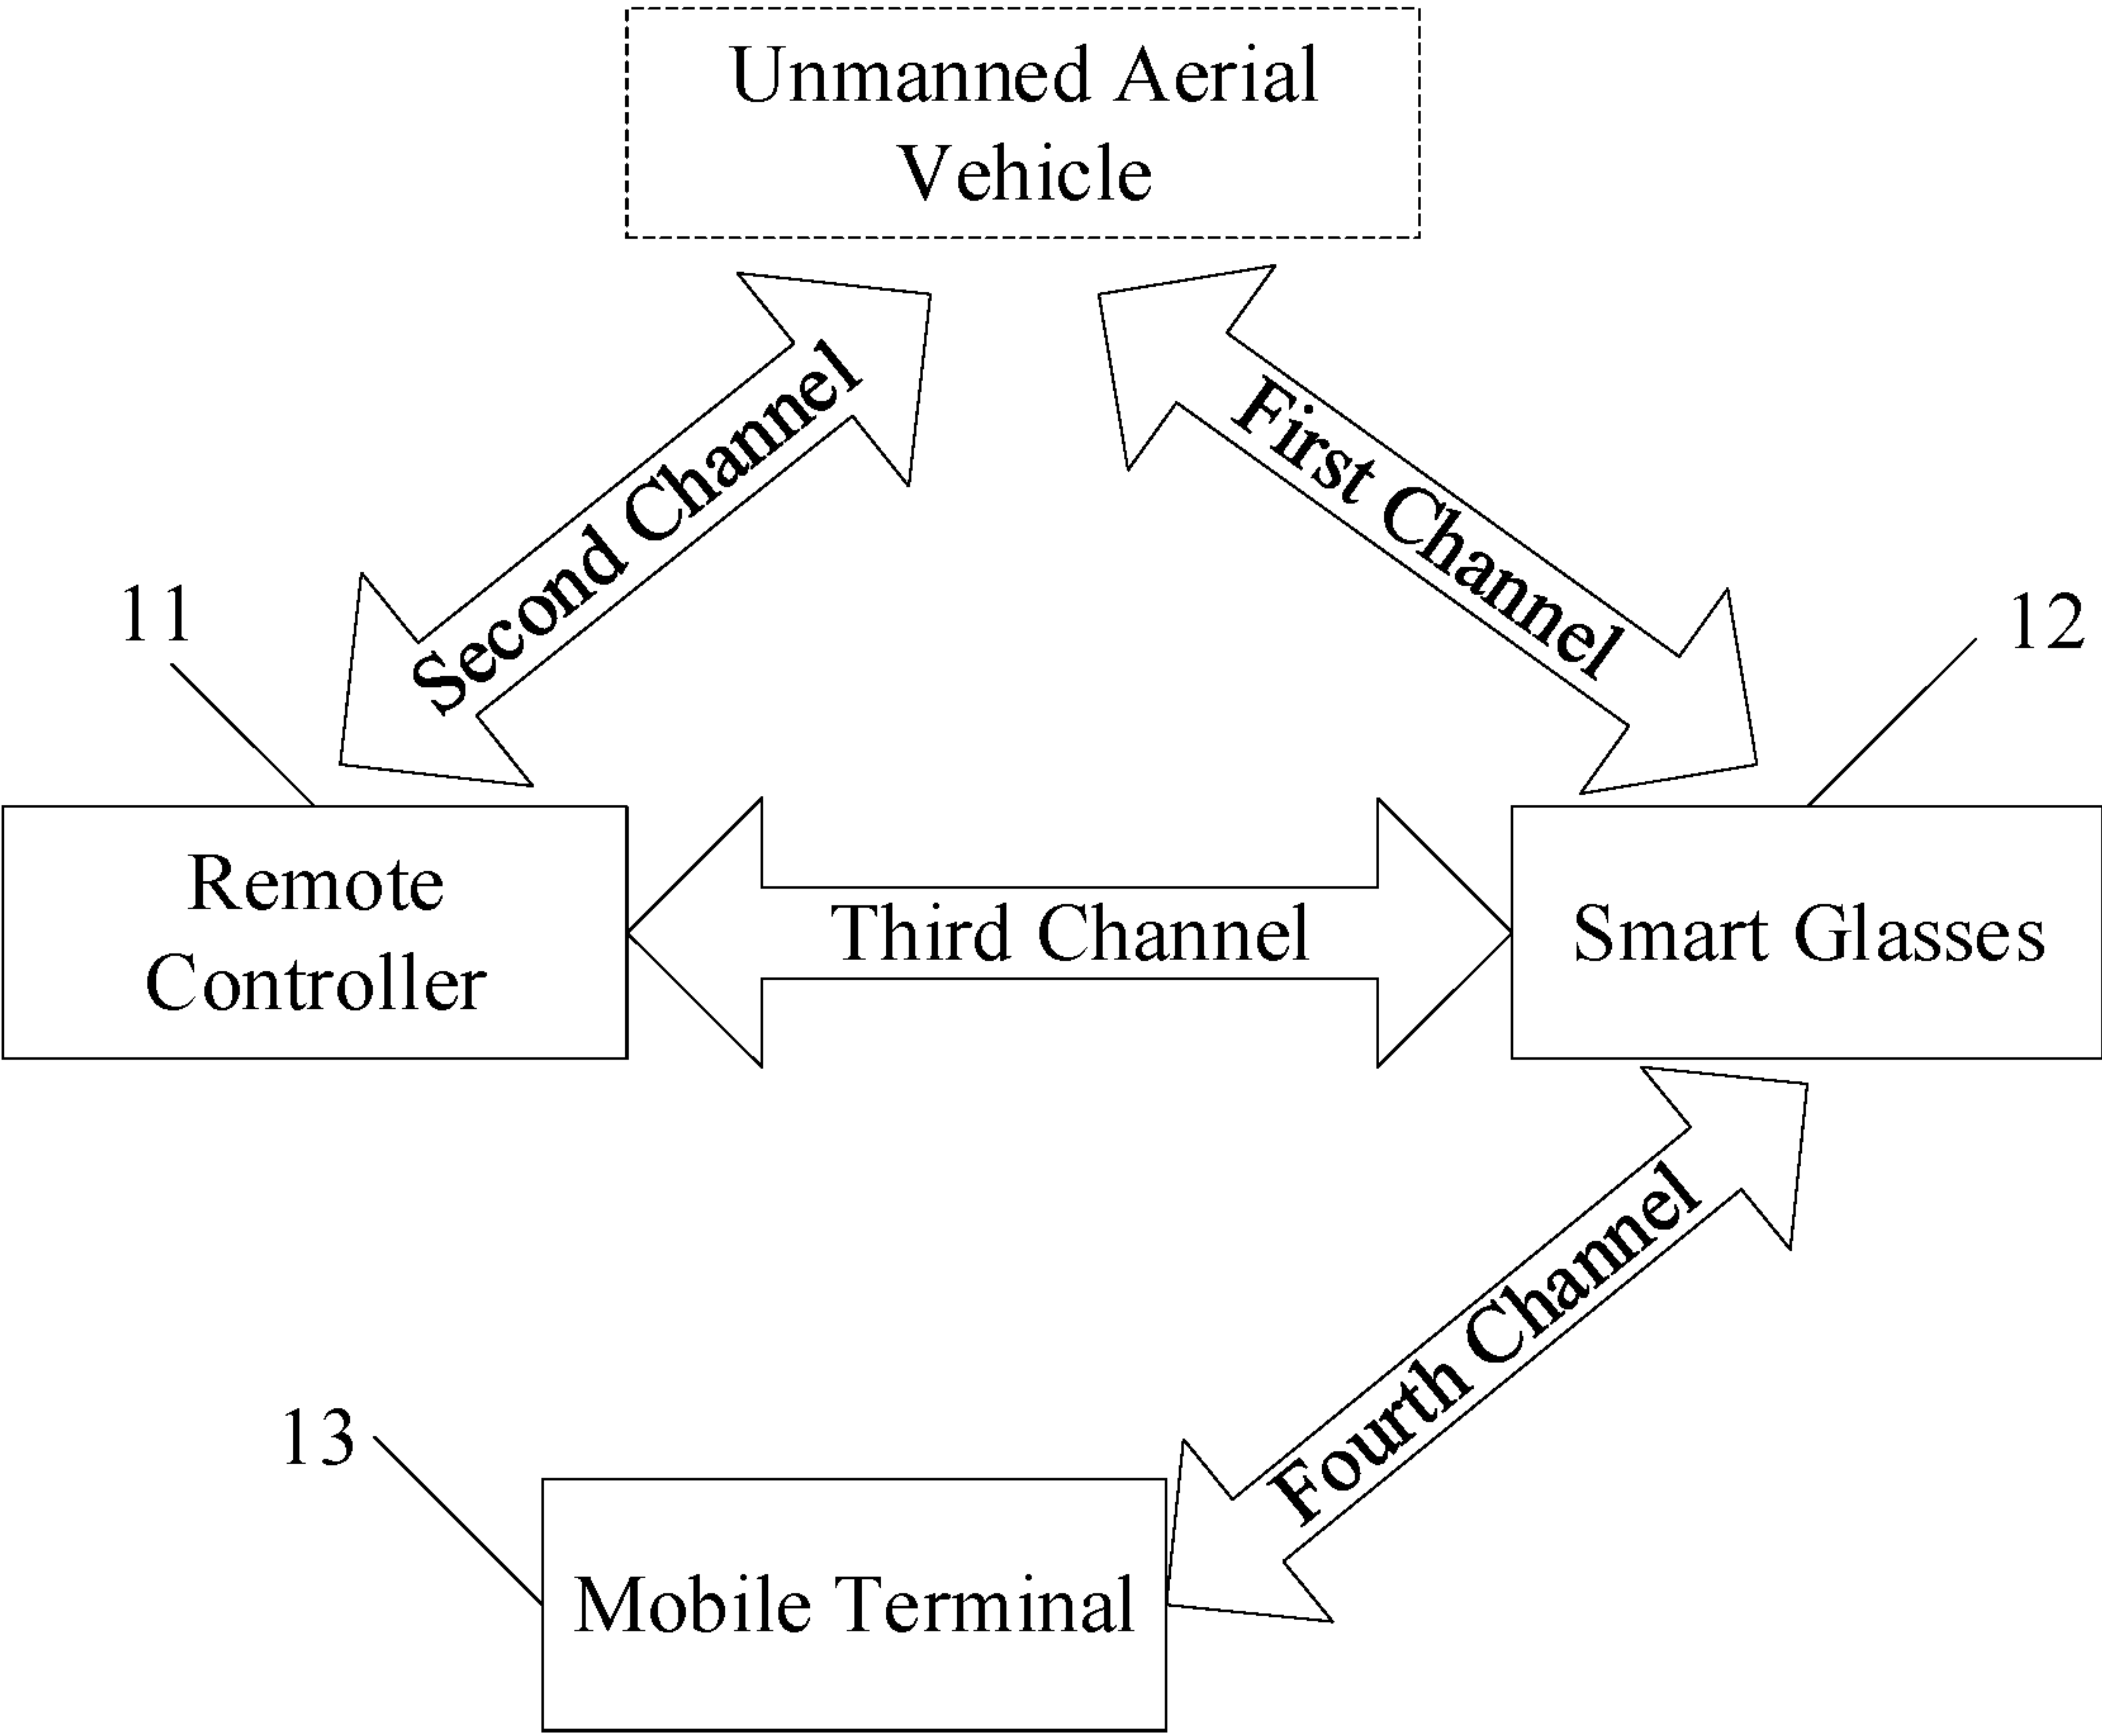 Unmanned Aerial
Vehicle
Second Channel
First Channel
11
12
Remote
Controller
Third Channel
Smart Glasses
Fourth Channel
13
Mobile Terminal